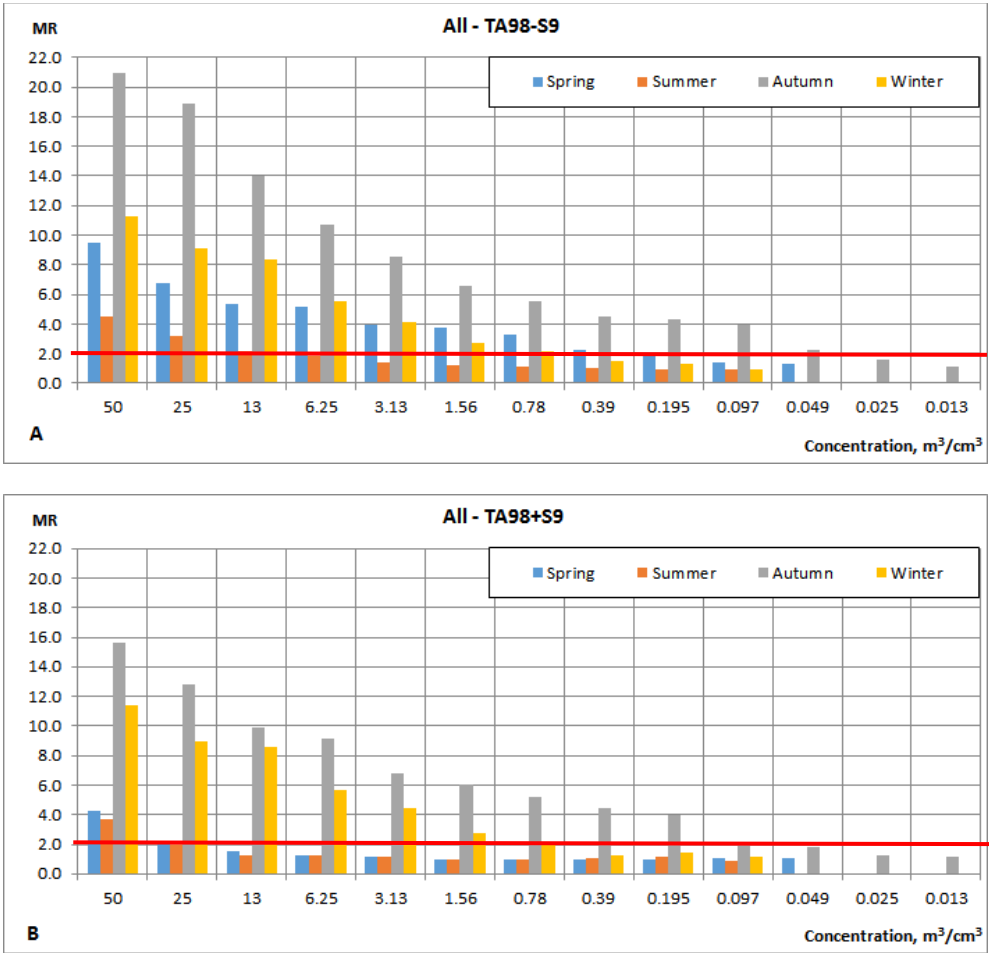 MR
All - TA98-S9
Spring Summer Autumn Winter
22.0
20.0
18.0
16.0
14.0
12.0
10.0
8.0
6.0
4.0
2.0
0.0
50 25 13 6.25 3.13 1.56 0.78 0.39 0.195 0.097 0.049 0.025 0.013
A
Concentration, m³/cm³
All - TA98+S9
MR
Spring Summer Autumn Winter
22.0
20.0
18.0
16.0
14.0
12.0
10.0
8.0
6.0
4.0
2.0
0.0
50 25 13 6.25 3.13 1.56 0.78 0.39 0.195 0.097 0.049 0.025 0.013
B
Concentration, m³/cm³